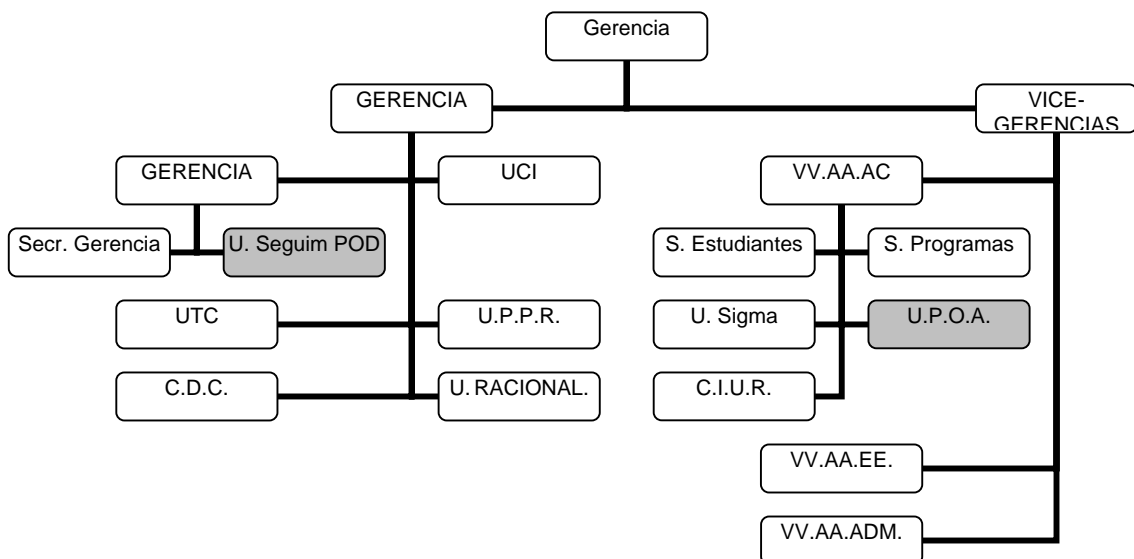 Gerencia
GERENCIA
VICE-
GERENCIAS
GERENCIA
UCI
VV.AA.AC
Secr. Gerencia
U. Seguim POD
S. Estudiantes
S. Programas
UTC
U.P.P.R.
U. Sigma
U.P.O.A.
C.D.C.
U. RACIONAL.
C.I.U.R.
VV.AA.EE.
VV.AA.ADM.